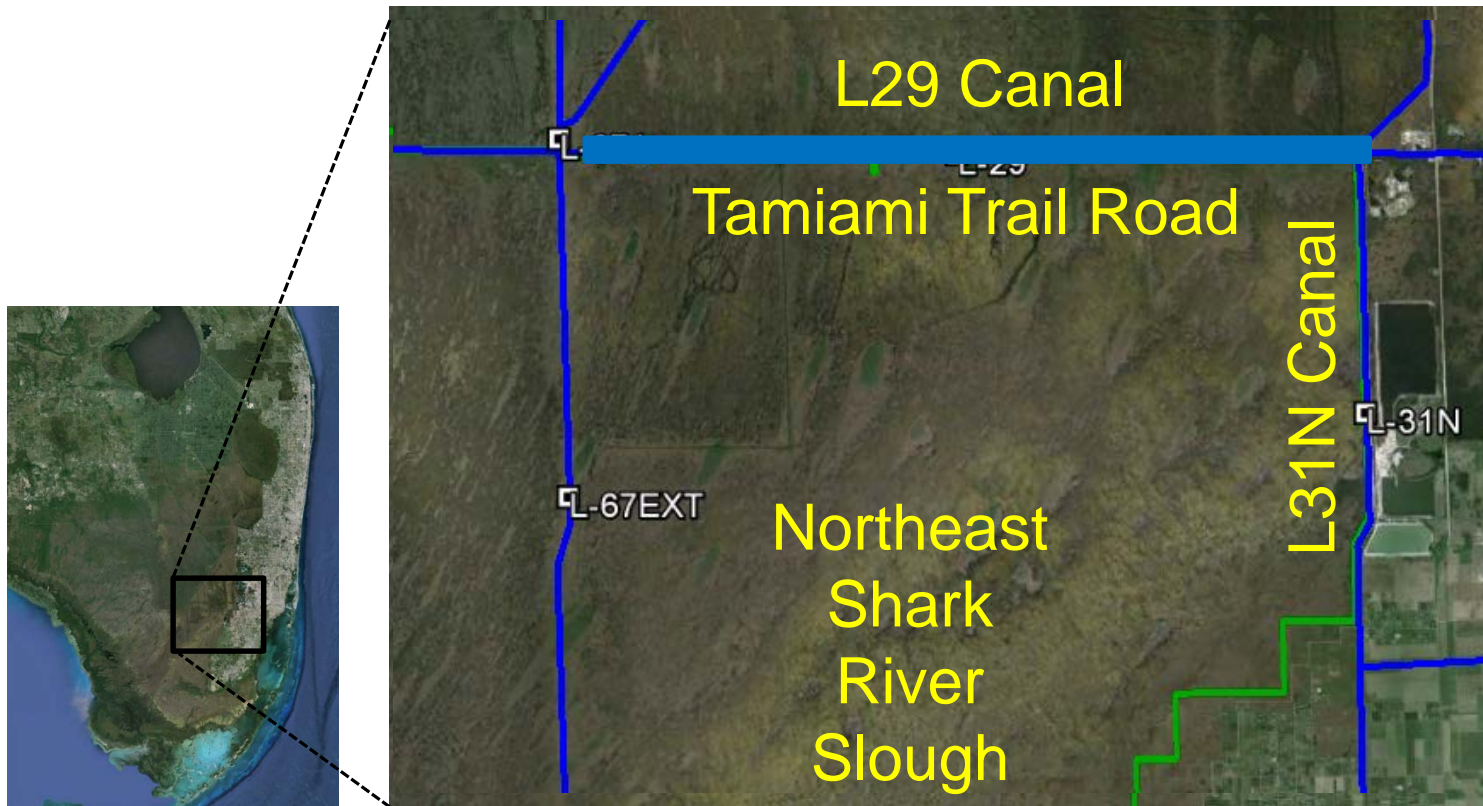 L29 Canal
L-29
Tamiami Trail Road
L31N Canal
L-31N
L-67EXT
Northeast
Shark
River
Slough